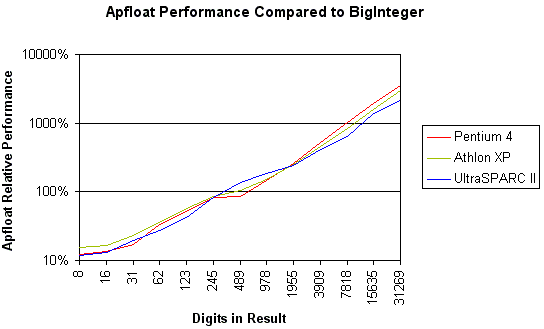 Apfloat Performance Compared to BigInteger
10000%
1000%
100%
10%
Apfloat Relative Performance
8
16
31
62
123
245
489
978
1955
3909
7818
15635
31269
Digits in Result
Pentium 4
Athlon XP
UltraSPARC II